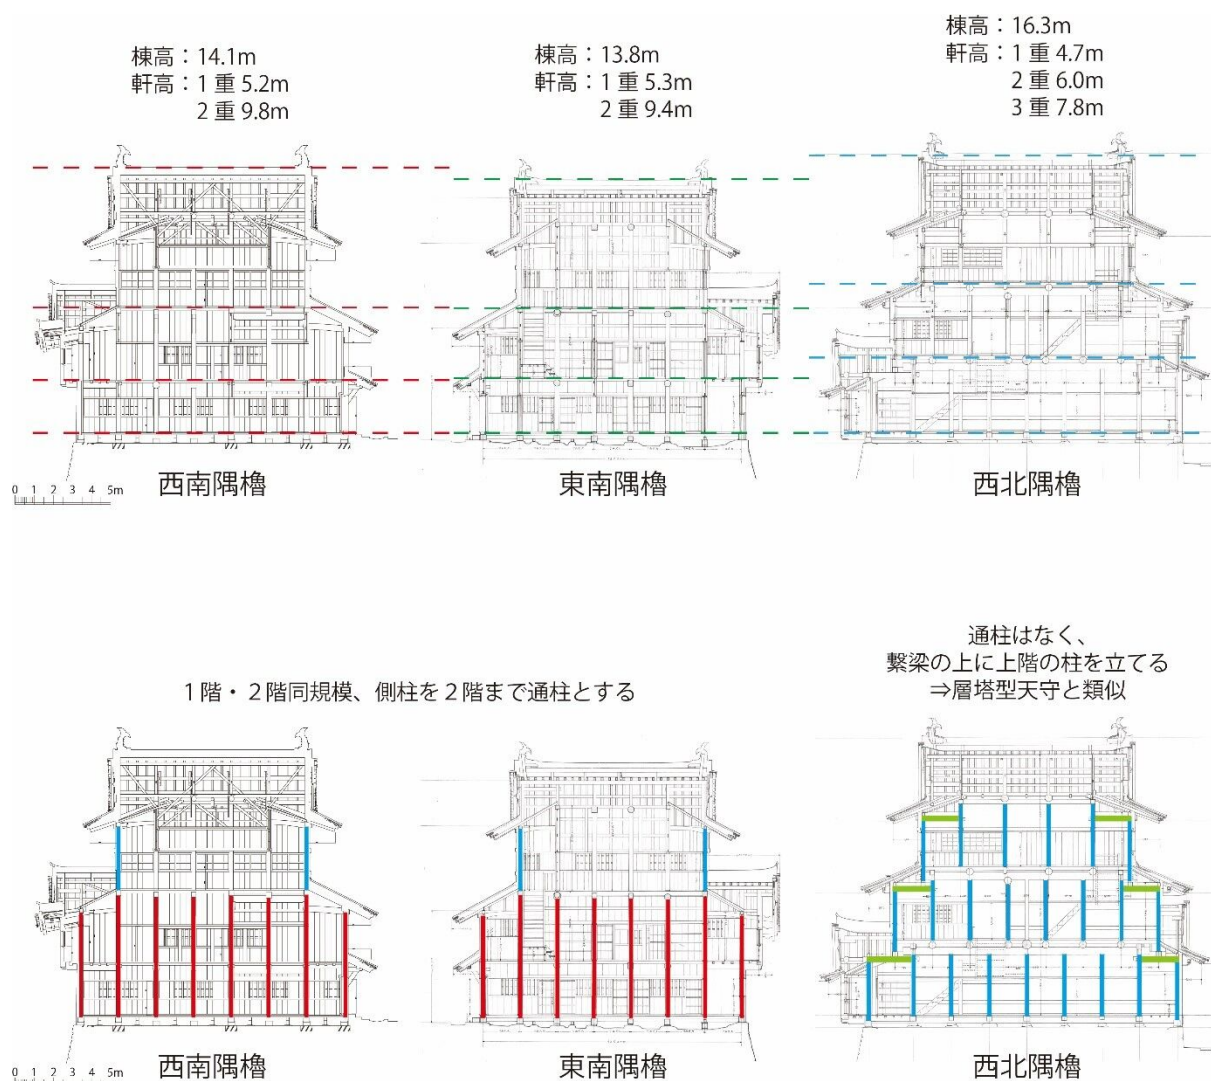 棟高：14.1m
軒高：1 重 5.2m
2 重 9.8m
棟高：13.8m
軒高：1 重 5.3m
2 重 9.4m
棟高：16.3m
軒高：1 重 4.7m
2 重 6.0m
3 重 7.8m
西南隅櫓
東南隅櫓
西北隅櫓
0 1 2 3 4 5m
1階・２階同規模、側柱を２階まで通柱とする
通柱はなく、
繋梁の上に上階の柱を立てる
⇒層塔型天守と類似
西南隅櫓
東南隅櫓
西北隅櫓
0 1 2 3 4 5m